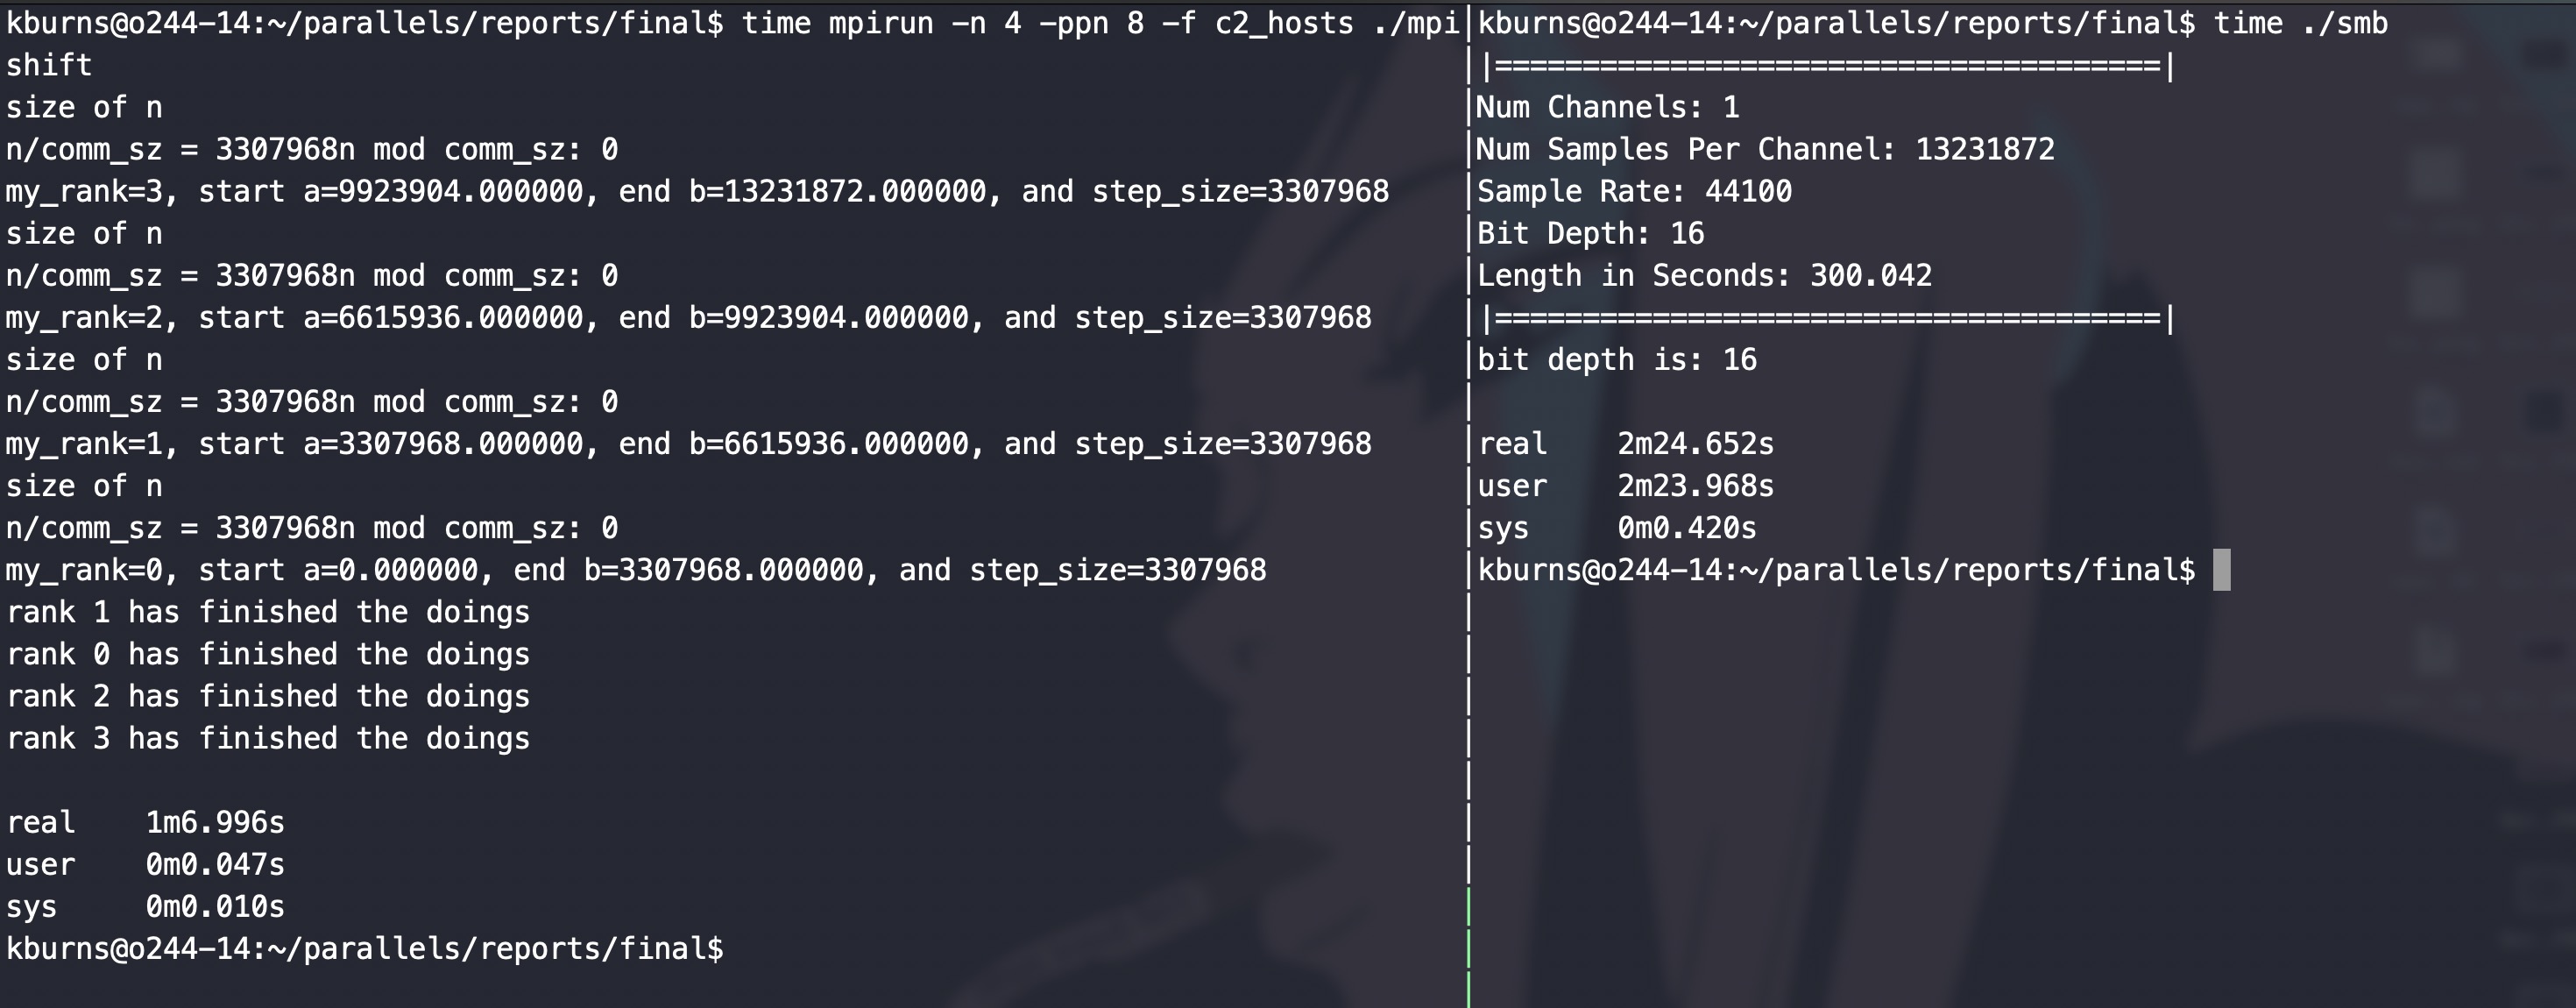 kburns@o244-14:~/parallels/reports/final$ time mpirun -n 4 -ppn 8 -f c2_hosts ./mpi
shift
size of n
n/comm_sz = 3307968n mod comm_sz: 0
my_rank=3, start a=9923904.000000, end b=13231872.000000, and step_size=3307968
size of n
n/comm_sz = 3307968n mod comm_sz: 0
my_rank=2, start a=6615936.000000, end b=9923904.000000, and step_size=3307968
size of n
n/comm_sz = 3307968n mod comm_sz: 0
my_rank=1, start a=3307968.000000, end b=6615936.000000, and step_size=3307968
size of n
n/comm_sz = 3307968n mod comm_sz: 0
my_rank=0, start a=0.000000, end b=3307968.000000, and step_size=3307968
rank 1 has finished the doings
rank 0 has finished the doings
rank 2 has finished the doings
rank 3 has finished the doings
real    1m6.996s
user    0m0.047s
sys     0m0.010s
kburns@o244-14:~/parallels/reports/final$
kburns@o244-14:~/parallels/reports/final$ time ./smb
|======================================|
Num Channels: 1
Num Samples Per Channel: 13231872
Sample Rate: 44100
Bit Depth: 16
Length in Seconds: 300.042
|======================================|
bit depth is: 16
real    2m24.652s
user    2m23.968s
sys     0m0.420s
kburns@o244-14:~/parallels/reports/final$